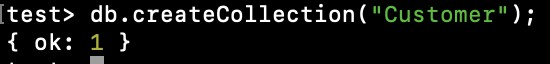 test> db.createCollection("Customer");
{ ok: 1 }